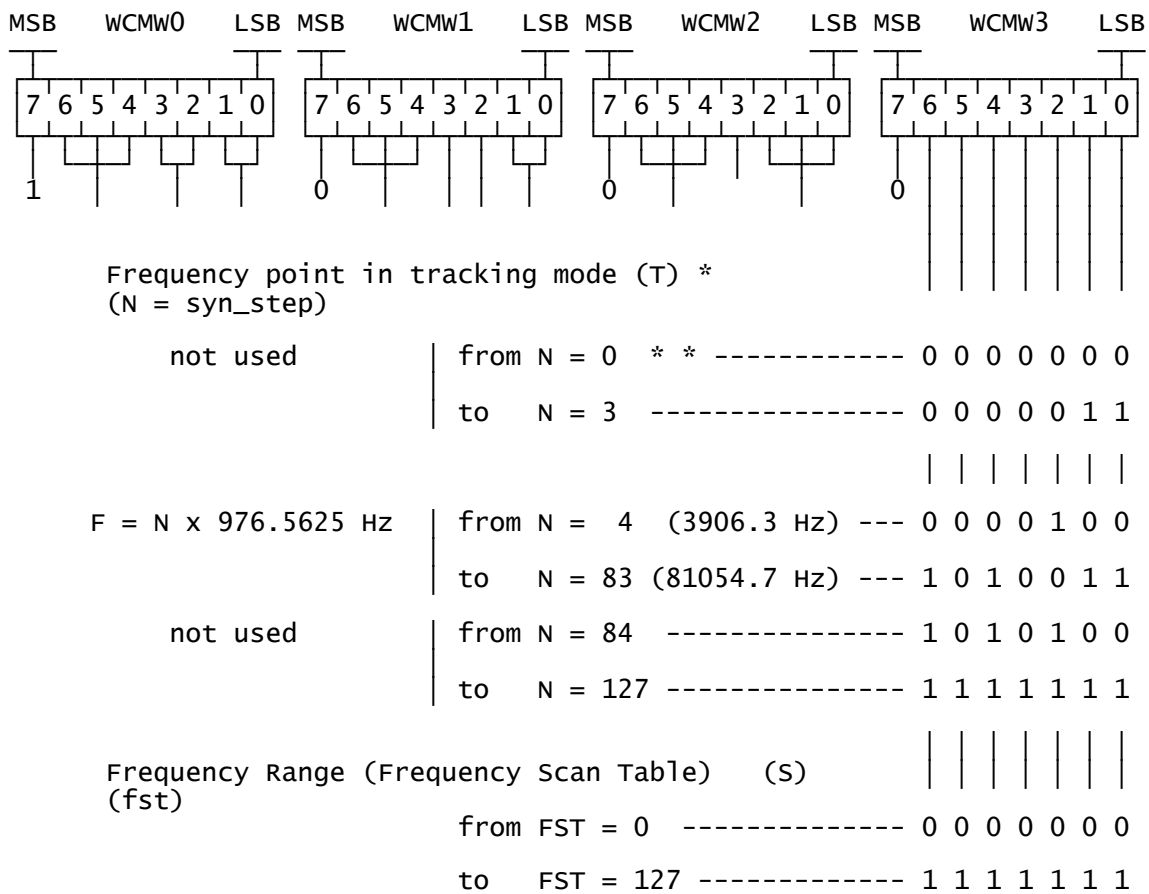 MSB WCMW0 LSB MSB WCMW1 LSB MSB WCMW2 LSB MSB WCMW3 LSB
7 6 5 4 3 2 1 0 7 6 5 4 3 2 1 0 7 6 5 4 3 2 1 0 7 6 5 4 3 2 1 0
1 0 0 0
Frequency point in tracking mode (T) *
(N = syn_step)
not used | from N = 0 * * ------------ 0 0 0 0 0 0 0
| to N = 3 ---------------- 0 0 0 0 0 1 1
F = N x 976.5625 Hz | from N = 4 (3906.3 Hz) --- 0 0 0 0 1 0 0
| to N = 83 (81054.7 Hz) --- 1 0 1 0 0 1 1
not used | from N = 84 --------------- 1 0 1 0 1 0 0
| to N = 127 --------------- 1 1 1 1 1 1 1
Frequency Range (Frequency Scan Table) (S)
(fst)
from FST = 0 -------------- 0 0 0 0 0 0 0
to FST = 127 ------------- 1 1 1 1 1 1 1